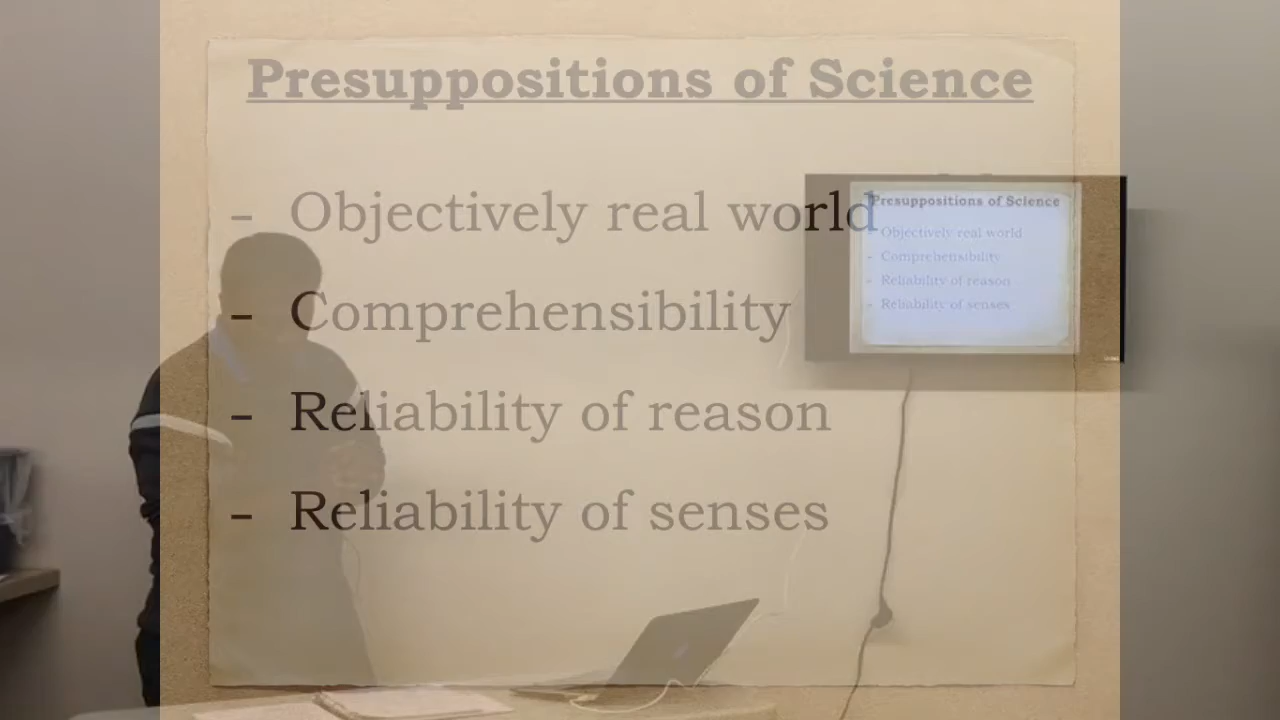 Presuppositions of Science
- Objectively real world
- Comprehensibility
- Reliability of reason
- Reliability of senses
Presuppositions of Science
- Objectively real world
- Comprehensibility
- Reliability of reason
- Reliability of senses